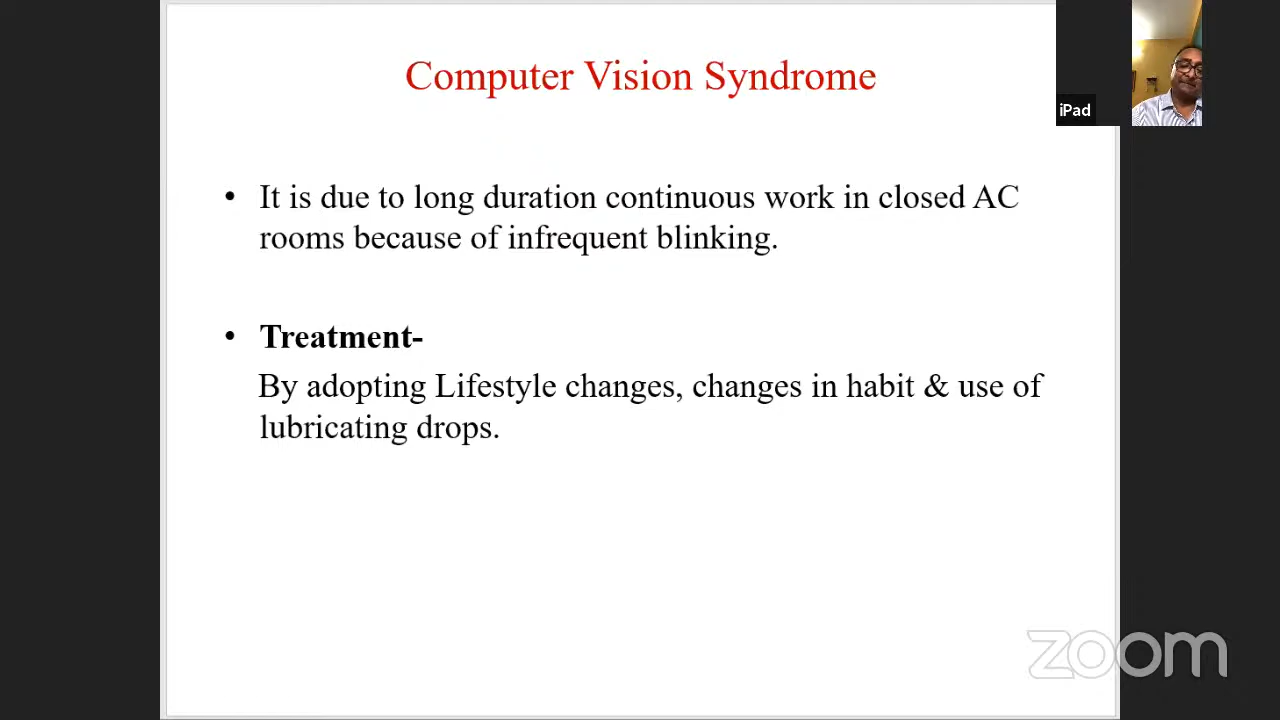 Computer Vision Syndrome
iPad
• It is due to long duration continuous work in closed AC
rooms because of infrequent blinking.
• Treatment-
By adopting Lifestyle changes, changes in habit & use of
lubricating drops.
zoom